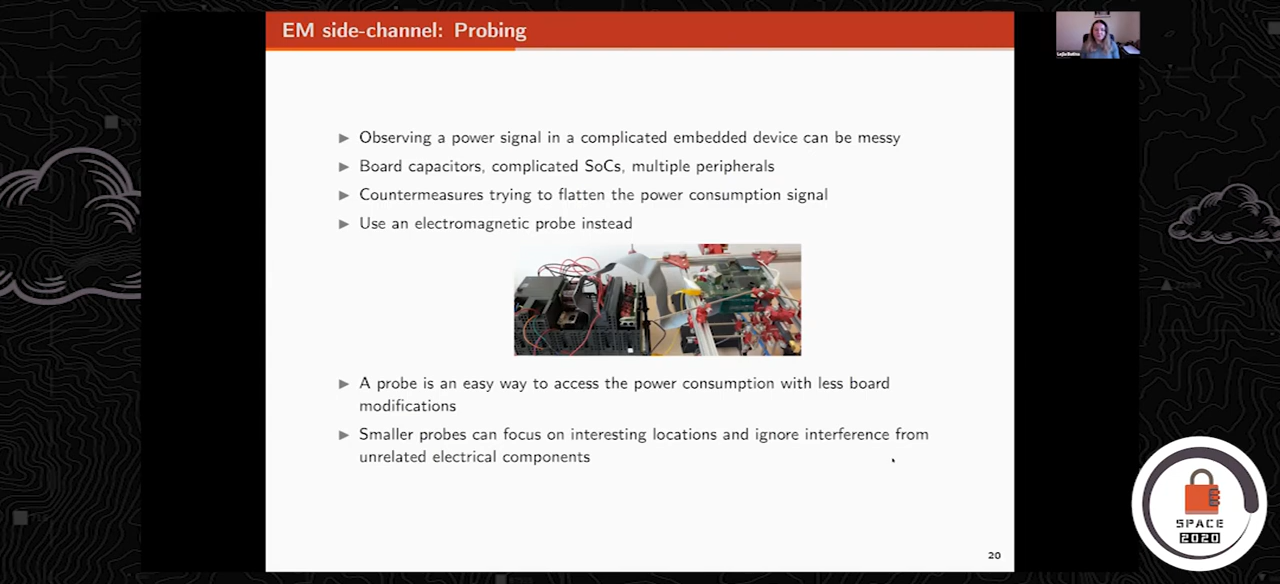 EM side-channel: Probing
▶ Observing a power signal in a complicated embedded device can be messy
▶ Board capacitors, complicated SoCs, multiple peripherals
▶ Countermeasures trying to flatten the power consumption signal
▶ Use an electromagnetic probe instead
▶ A probe is an easy way to access the power consumption with less board
modifications
▶ Smaller probes can focus on interesting locations and ignore interference from
unrelated electrical components
20
SPACE
2020